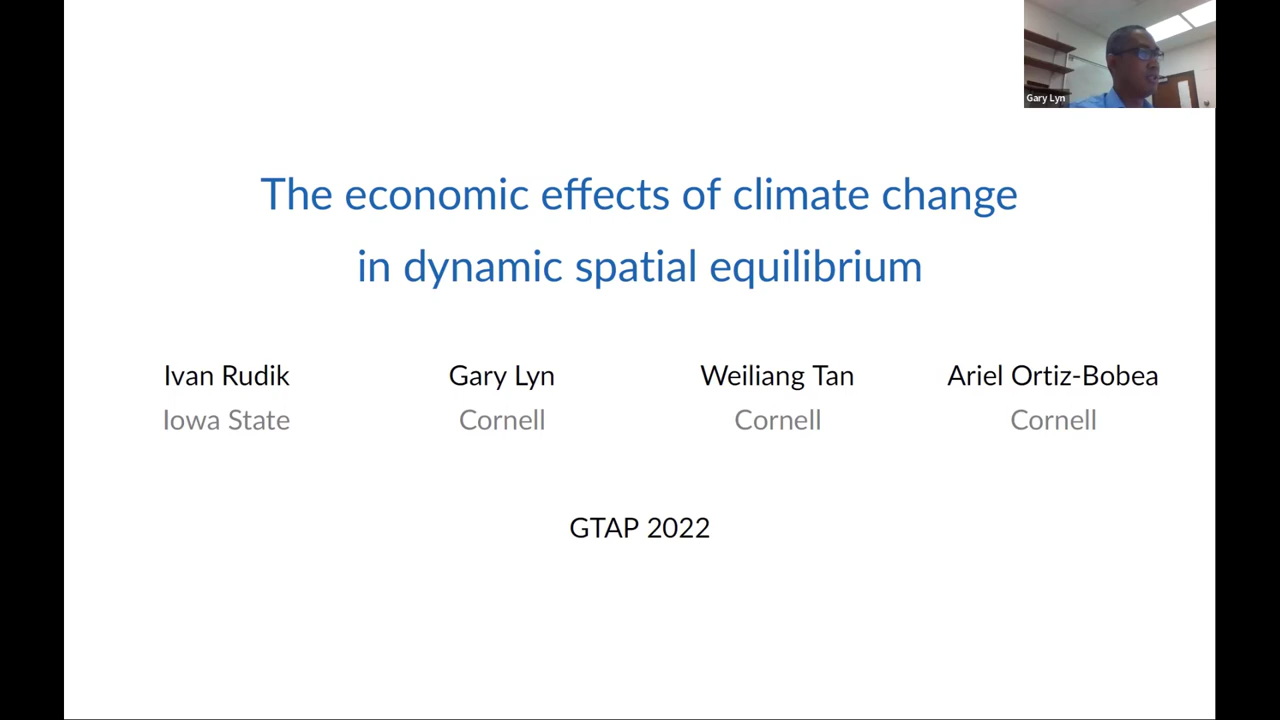 Gary Lyn
The economic effects of climate change
in dynamic spatial equilibrium
Ivan Rudik Gary Lyn Weiliang Tan Ariel Ortiz-Bobea
Iowa State Cornell Cornell Cornell
GTAP 2022